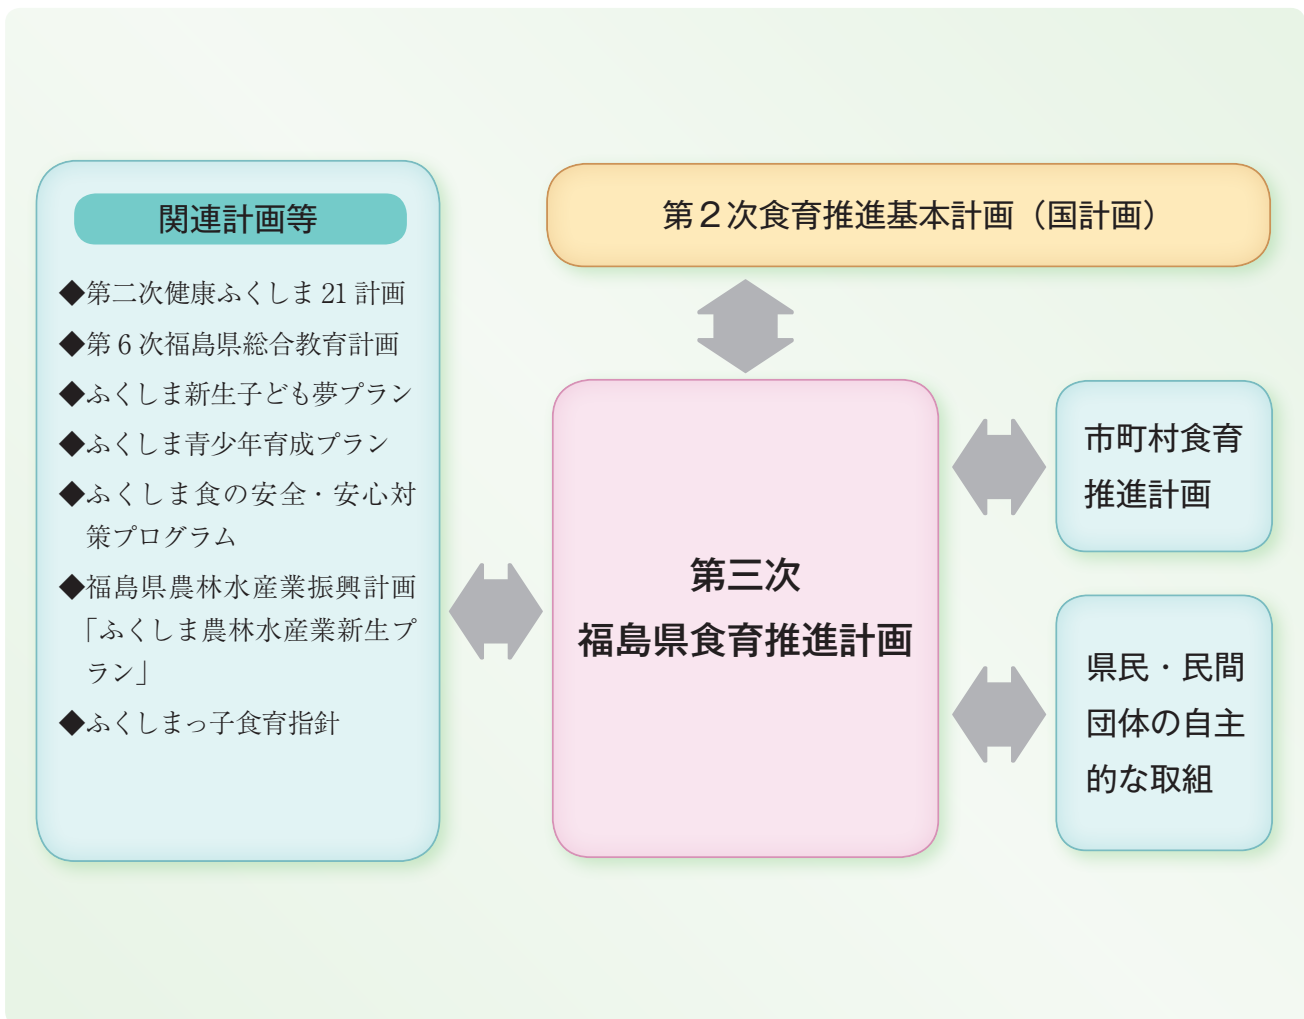 関連計画等
◆第二次健康ふくしま 21 計画
◆第 6 次福島県総合教育計画
◆ふくしま新生子ども夢プラン
◆ふくしま青少年育成プラン
◆ふくしま食の安全・安心対
策プログラム
◆福島県農林水産業振興計画
「ふくしま農林水産業新生プ
ラン」
◆ふくしまっ子食育指針
第２次食育推進基本計画（国計画）
第三次
福島県食育推進計画
市町村食育
推進計画
県民・民間
団体の自主
的な取組